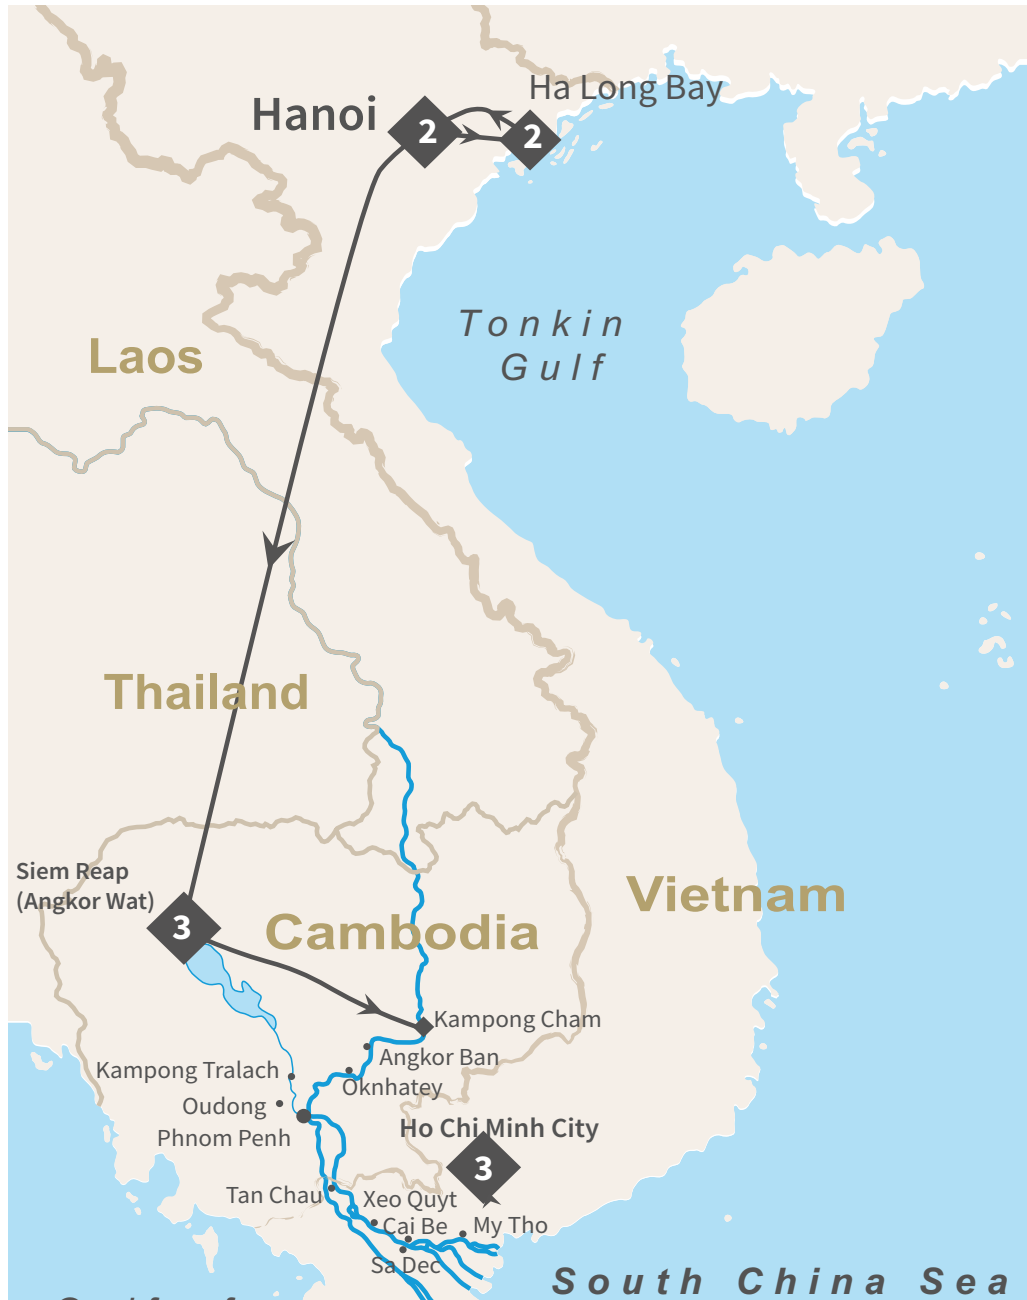 Ha Long Bay
Hanoi
2
2
Tonkin
Gulf
Laos
Thailand
Siem Reap
(Angkor Wat)
3
Cambodia
Vietnam
Kampong Cham
Angkor Ban
Kampong Tralach
Oknhatey
Oudong
Phnom Penh
Ho Chi Minh City
3
Tan Chau
Xeo Quyt
Cai Be
My Tho
Sa Dec
South China Sea